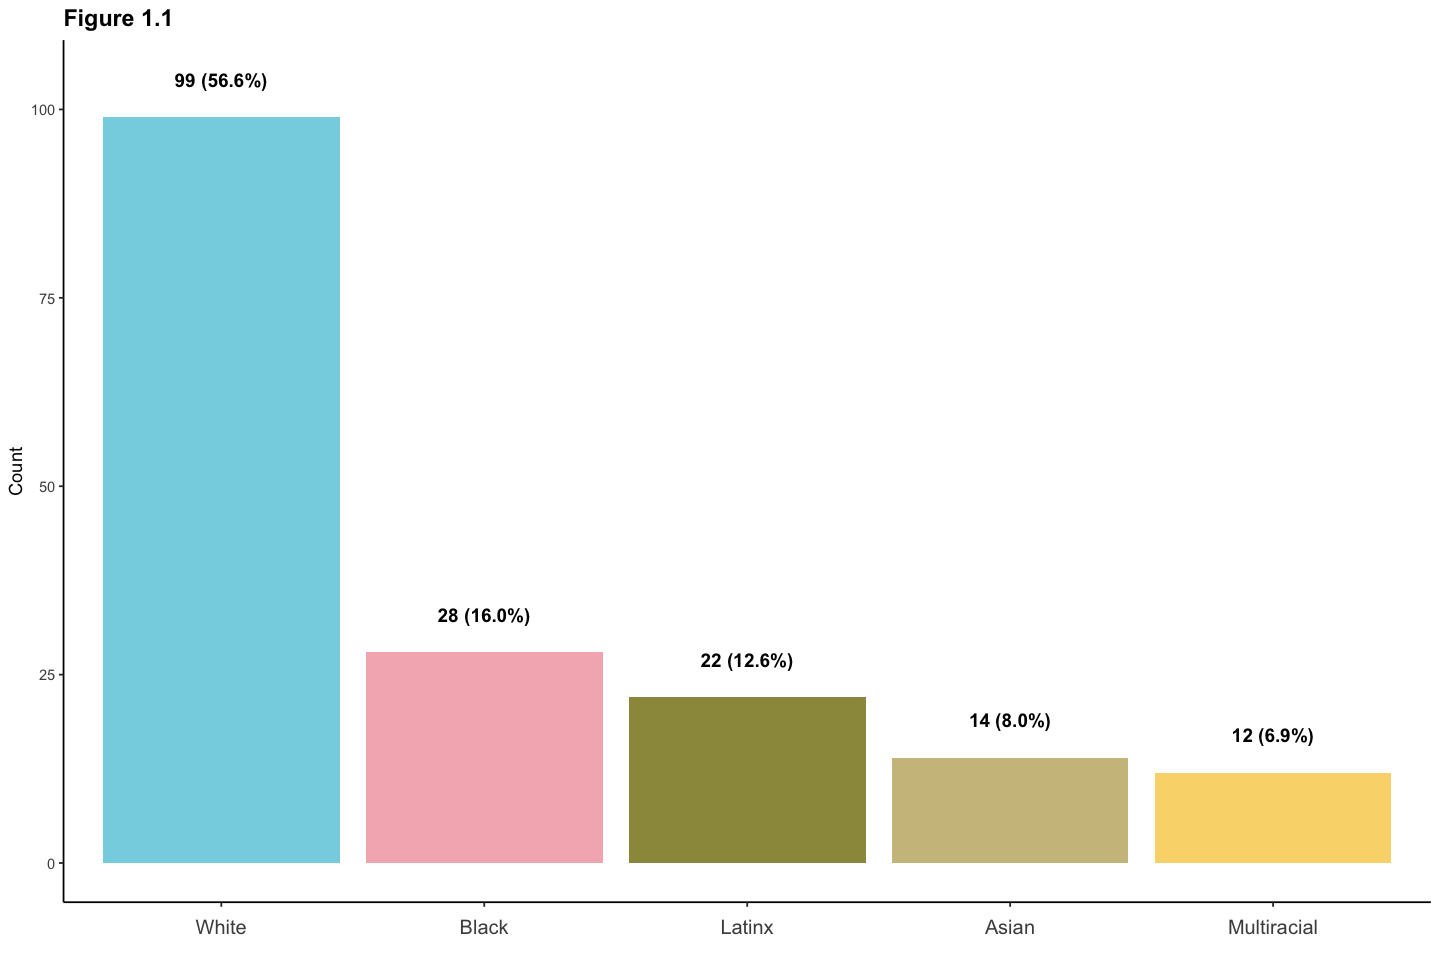 Figure 1.1
99 (56.6%)
100
75
Count
50
28 (16.0%)
22 (12.6%)
25
14 (8.0%)
12 (6.9%)
0
White
Black
Latinx
Asian
Multiracial